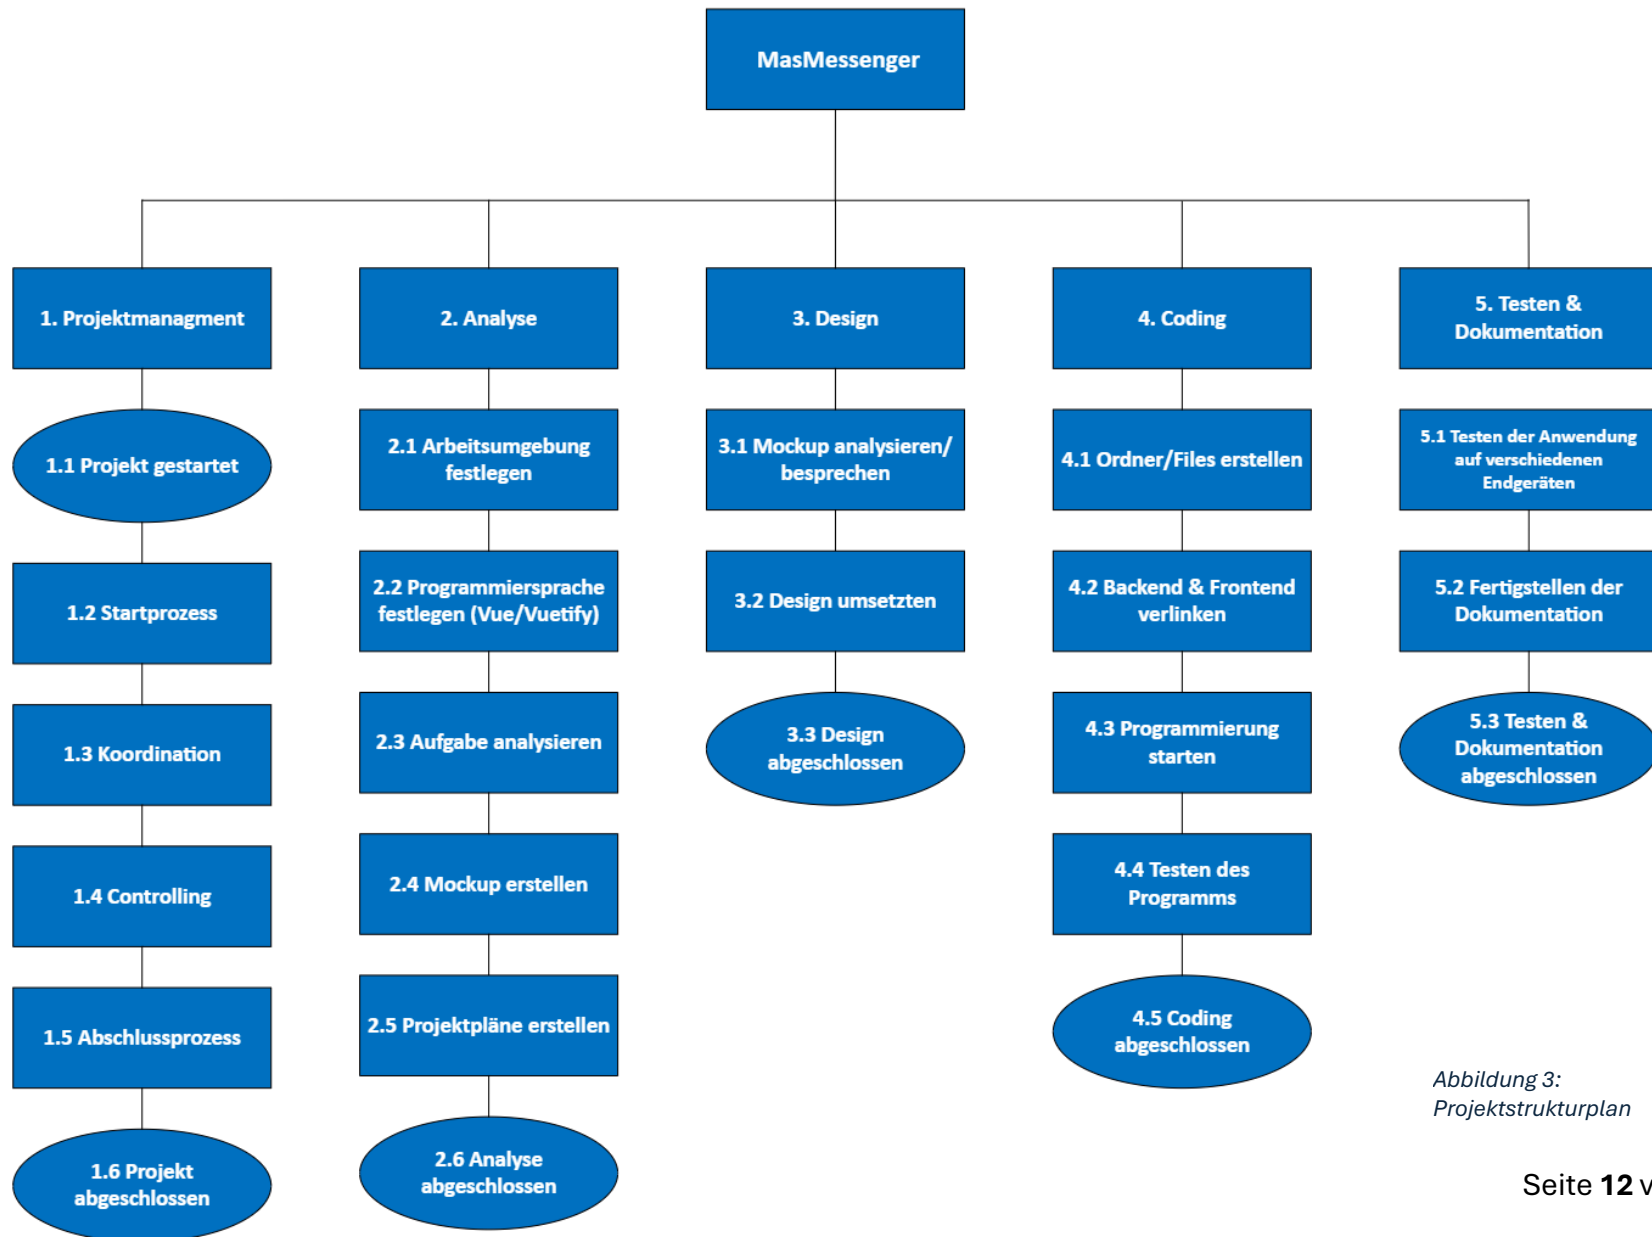 MasMessenger
1. Projektmanagment
1.1 Projekt gestartet
1.2 Startprozess
1.3 Koordination
1.4 Controlling
1.5 Abschlussprozess
1.6 Projekt
abgeschlossen
2. Analyse
2.1 Arbeitsumgebung
festlegen
2.2 Programmiersprache
festlegen (Vue/Vuetify)
2.3 Aufgabe analysieren
2.4 Mockup erstellen
2.5 Projektpläne erstellen
2.6 Analyse
abgeschlossen
3. Design
3.1 Mockup analysieren/
besprechen
3.2 Design umsetzten
3.3 Design
abgeschlossen
4. Coding
4.1 Ordner/Files erstellen
4.2 Backend & Frontend
verlinken
4.3 Programmierung
starten
4.4 Testen des
Programms
4.5 Coding
abgeschlossen
5. Testen &
Dokumentation
5.1 Testen der Anwendung
auf verschiedenen
Endgeräten
5.2 Fertigstellen der
Dokumentation
5.3 Testen &
Dokumentation
abgeschlossen
Abbildung 3:
Projektstrukturplan
Seite 12 v